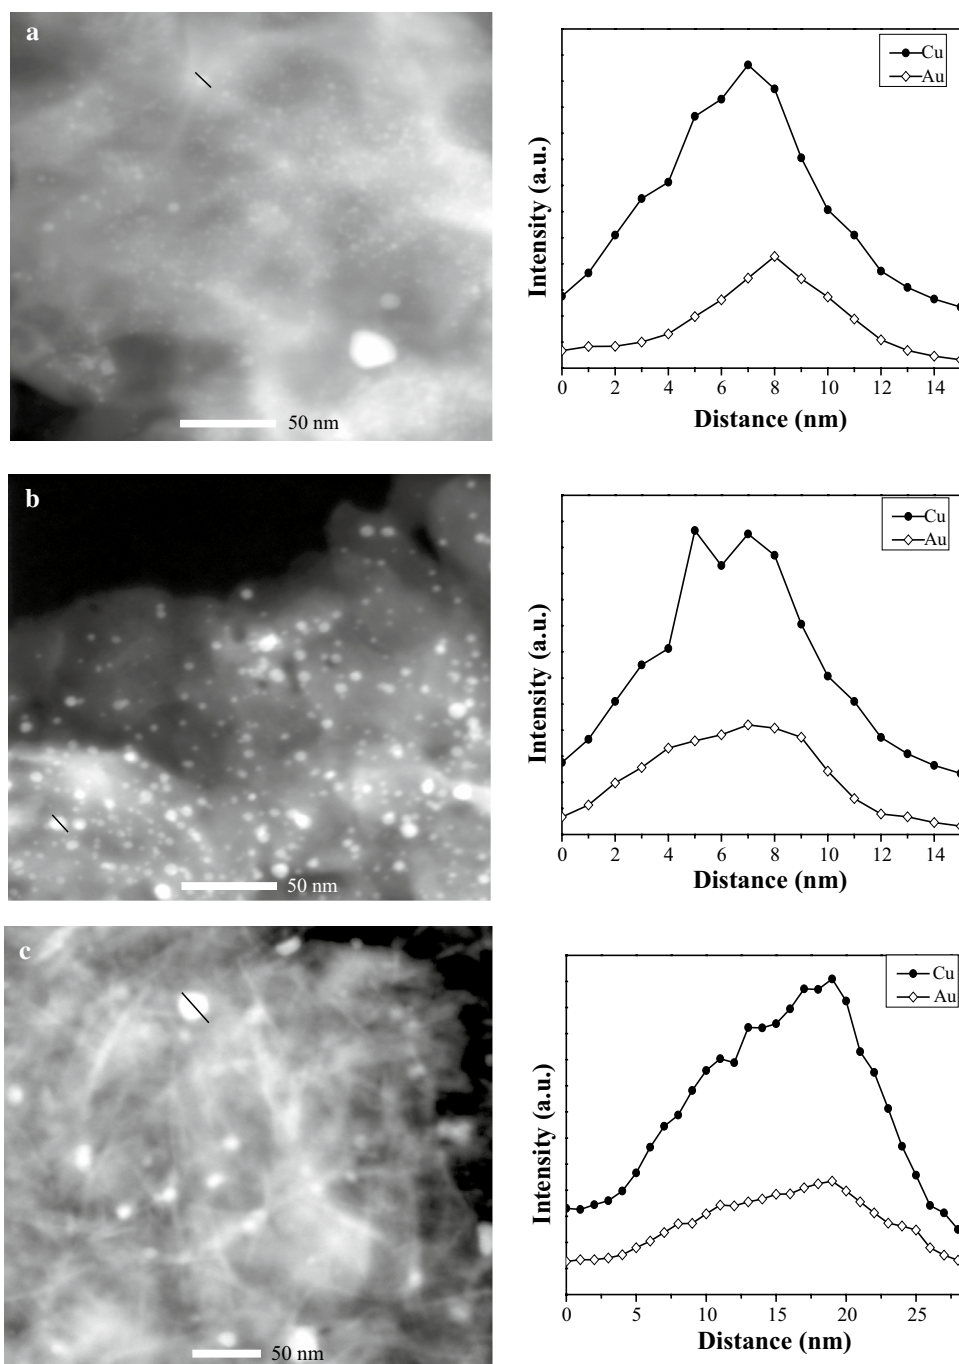 a
50 nm
Cu
Au
Intensity (a.u.)
0 2 4 6 8 10 12 14
Distance (nm)
b
50 nm
Cu
Au
Intensity (a.u.)
0 2 4 6 8 10 12 14
Distance (nm)
c
50 nm
Cu
Au
Intensity (a.u.)
0 5 10 15 20 25
Distance (nm)